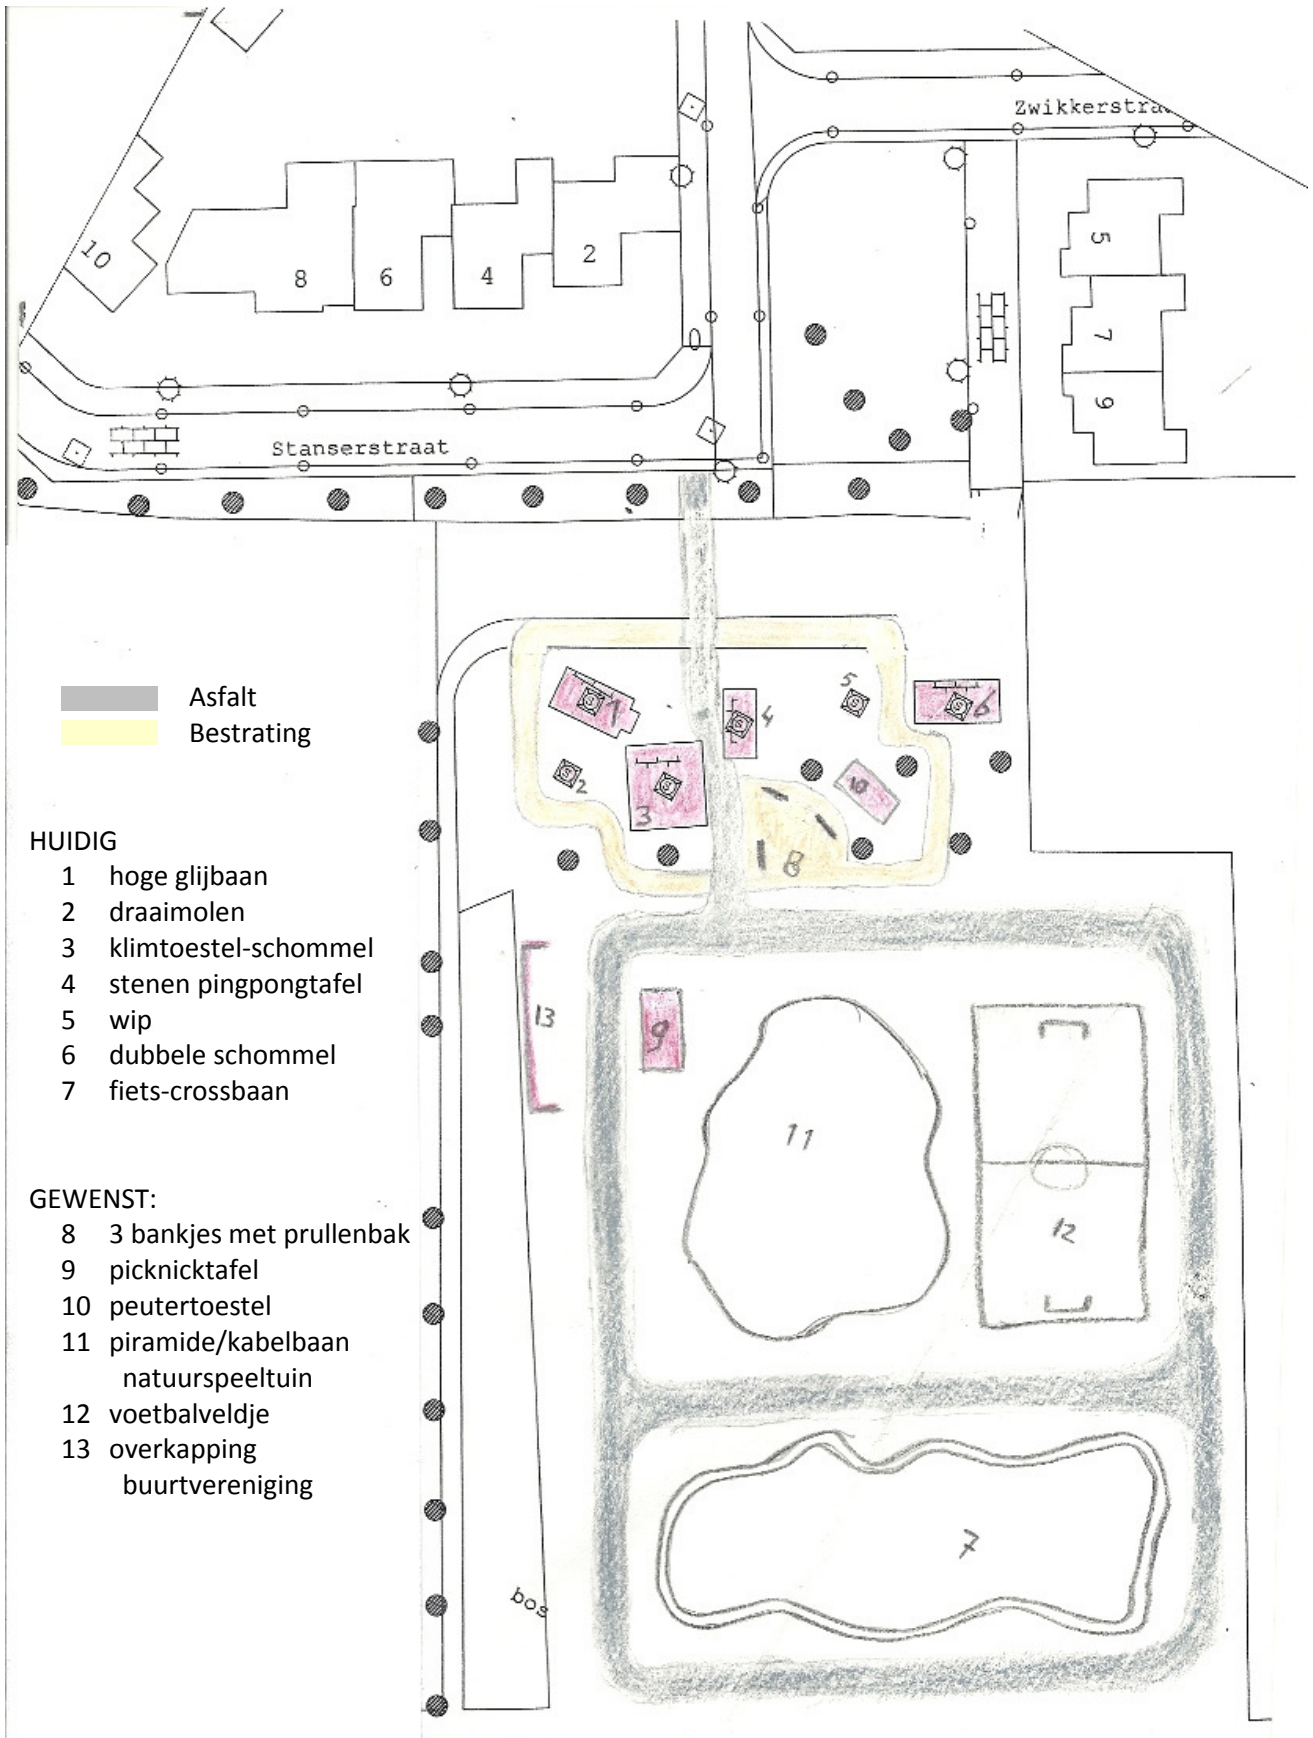 Zwikkerstra
10
8
6
4
2
5
7
9
Stanserstraat
Asfalt
Bestrating
1
2
3
4
5
6
10
8
HUIDIG
1 hoge glijbaan
2 draaimolen
3 klimtoestel-schommel
4 stenen pingpongtafel
5 wip
6 dubbele schommel
7 fiets-crossbaan
13
9
11
12
GEWENST:
8 3 bankjes met prullenbak
9 picknicktafel
10 peutertoestel
11 piramide/kabelbaan
natuurspeeltuin
12 voetbalveldje
13 overkapping
buurtvereniging
7
bos